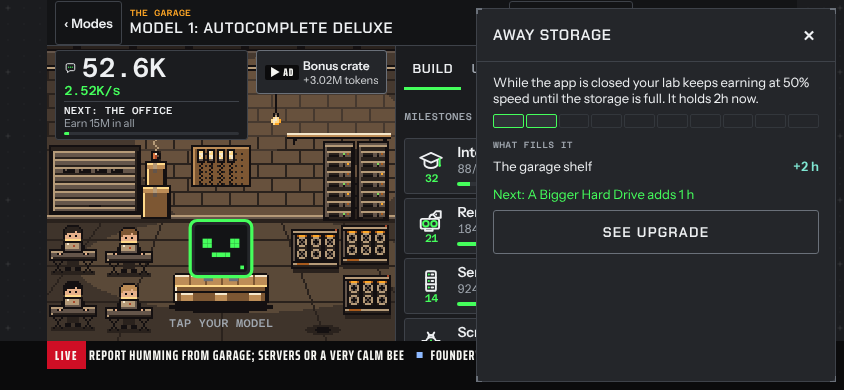 ‹ Modes
THE GARAGE
MODEL 1: AUTOCOMPLETE DELUXE
52.6K
2.52K/s
NEXT: THE OFFICE
Earn 15M in all
AD
Bonus crate
+3.02M tokens
TAP YOUR MODEL
BUILD
MILESTONES
32
88/
21
184
14
924
AWAY STORAGE
×
While the app is closed your lab keeps earning at 50%
speed until the storage is full. It holds 2h now.
WHAT FILLS IT
The garage shelf +2 h
Next: A Bigger Hard Drive adds 1 h
SEE UPGRADE
LIVE REPORT HUMMING FROM GARAGE; SERVERS OR A VERY CALM BEE FOUNDER